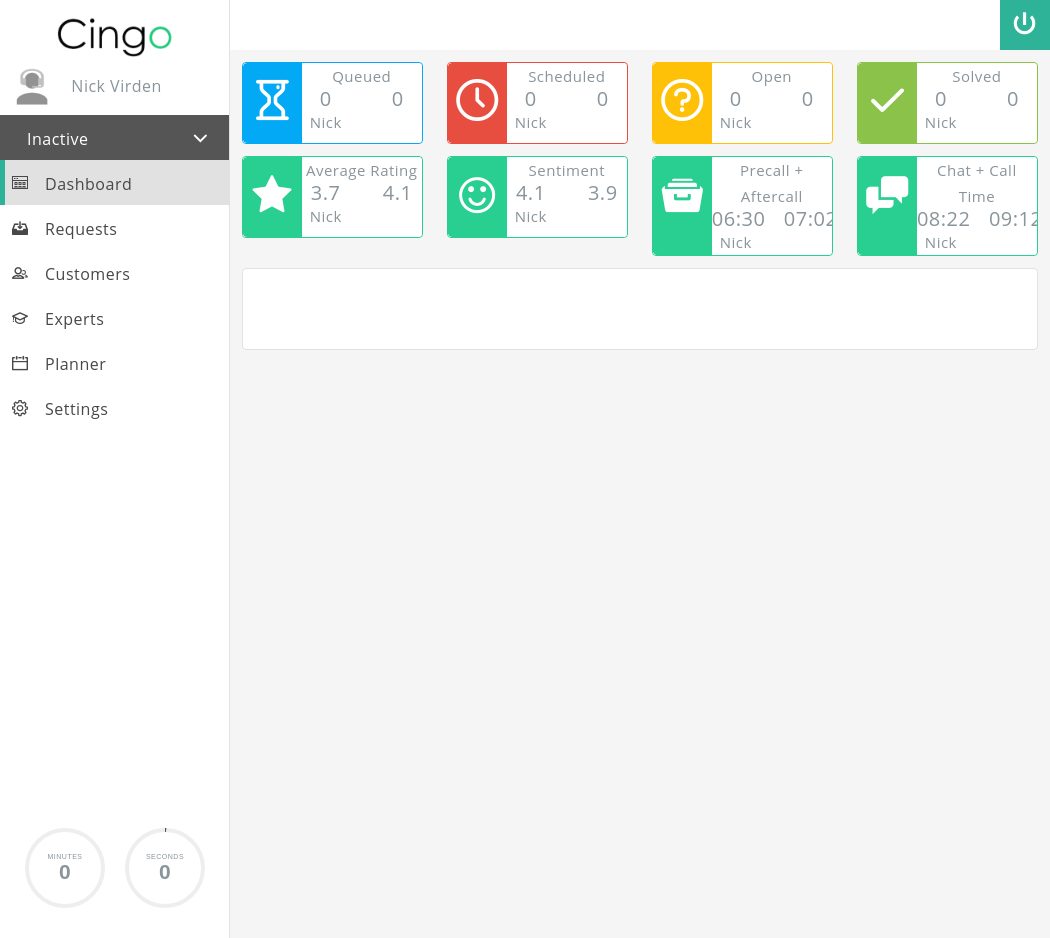 Cingo
Nick Virden
Inactive
Dashboard
Requests
Customers
Experts
Planner
Settings
MINUTES
0
SECONDS
0
Queued
0 0
Nick
Scheduled
0 0
Nick
Open
0 0
Nick
Solved
0 0
Nick
Average Rating
3.7 4.1
Nick
Sentiment
4.1 3.9
Nick
Precall +
Aftercall
06:30 07:02
Nick
Chat + Call
Time
08:22 09:12
Nick